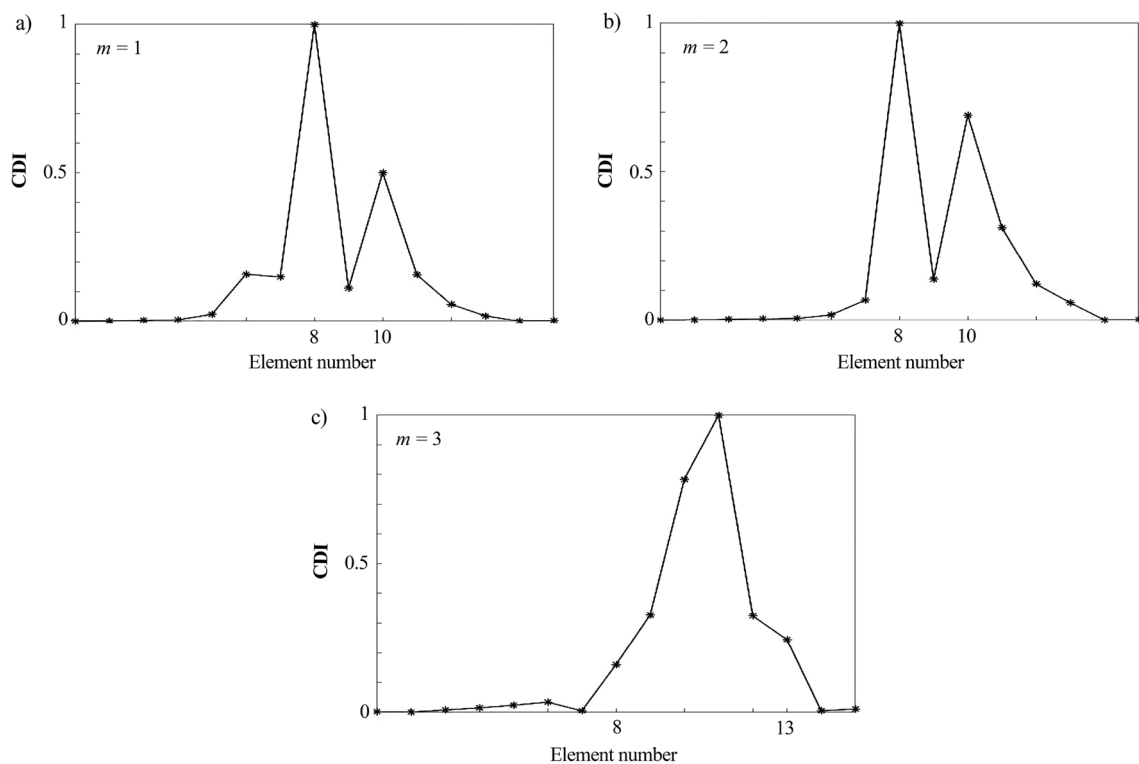 a)
m = 1
1
0.5
0
CDI
8
10
Element number
b)
m = 2
1
0.5
0
CDI
8
10
Element number
c)
m = 3
1
0.5
0
CDI
8
13
Element number